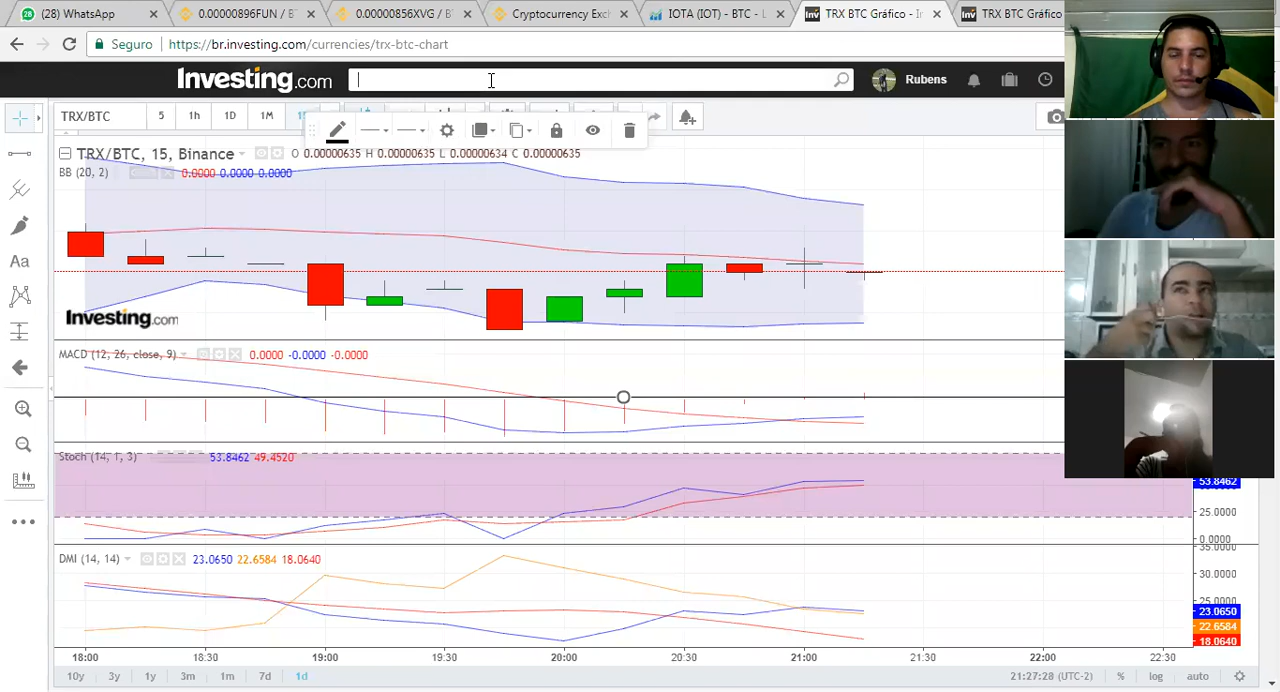 (28) WhatsApp
0.00000896FUN / B
0.00000856XVG / B
Cryptocurrency Exc
IOTA (IOT) - BTC - L
TRX BTC Gráfico - In
TRX BTC Gráfico
Seguro
https://br.investing.com/currencies/trx-btc-chart
Investing.com
Rubens
TRX/BTC
5
1h
1D
1M
TRX/BTC, 15, Binance
O 0.00000635 H 0.00000635 L 0.00000634 C 0.00000635
BB (20, 2)
0.0000 0.0000 0.0000
Aa
Investing.com
MACD (12, 26, close, 9)
0.0000 -0.0000 -0.0000
Stoch (14, 1, 3)
53.8462 49.4520
53.8462
25.0000
0.0000
DMI (14, 14)
23.0650 22.6584 18.0640
35.0000
30.0000
25.0000
23.0650
22.6584
18.0640
18:00
18:30
19:00
19:30
20:00
20:30
21:00
21:30
22:00
22:30
10y
3y
1y
3m
1m
7d
1d
21:27:28 (UTC-2)
%
log
auto